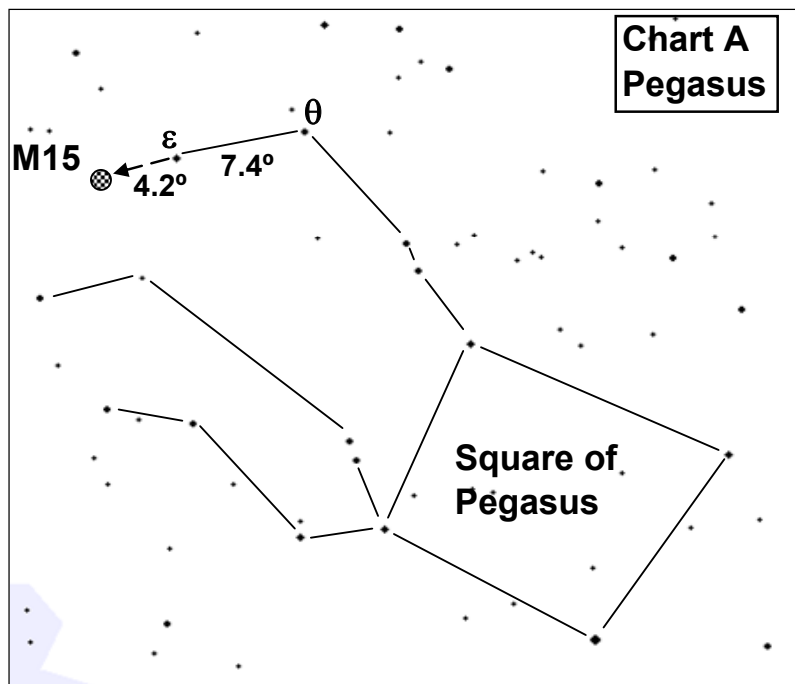 Chart A
Pegasus
θ
ε
M15
7.4º
4.2º
Square of
Pegasus